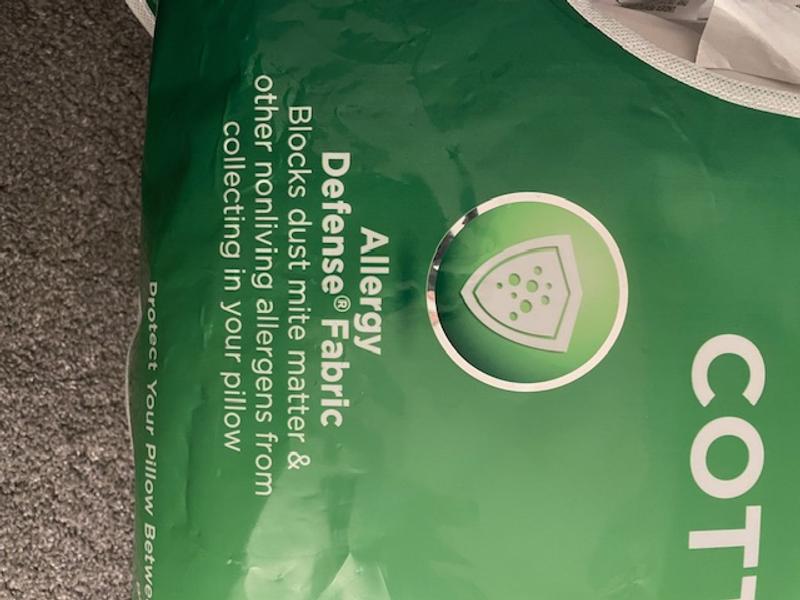 COT
Allergy
Defense® Fabric
Blocks dust mite matter &
other nonliving allergens from
collecting in your pillow
Protect Your Pillow Betwe